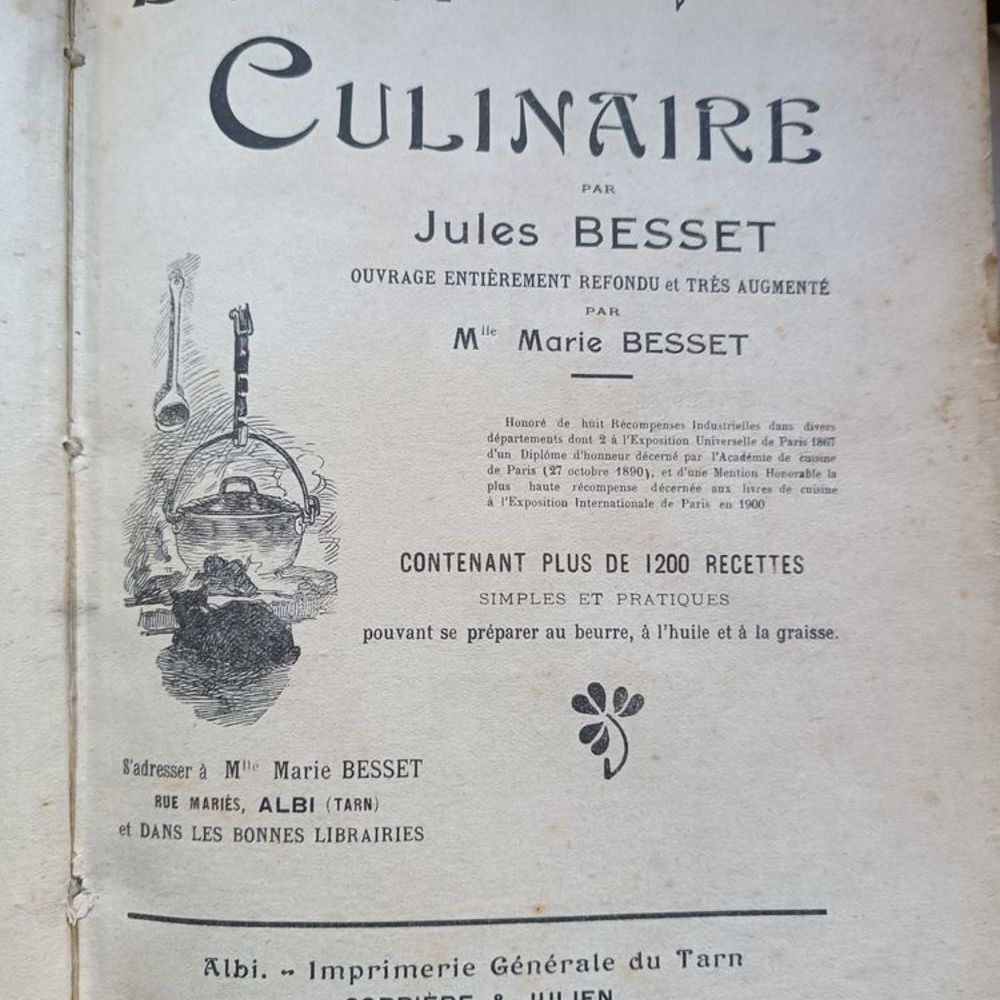 CULINAIRE
PAR
Jules BESSET
OUVRAGE ENTIÈREMENT REFONDU et TRÈS AUGMENTÉ
PAR
Mlle Marie BESSET
Honoré de huit Récompenses Industrielles dans divers
départements dont 2 à l'Exposition Universelle de Paris 1867
d'un Diplôme d'honneur décerné par l'Académie de cuisine
de Paris (27 octobre 1890), et d'une Mention Honorable la
plus haute récompense décernée aux livres de cuisine
à l'Exposition Internationale de Paris en 1900
CONTENANT PLUS DE 1200 RECETTES
SIMPLES ET PRATIQUES
pouvant se préparer au beurre, à l'huile et à la graisse.
S'adresser à Mlle Marie BESSET
RUE MARIÈS, ALBI (TARN)
et DANS LES BONNES LIBRAIRIES
Albi. - Imprimerie Générale du Tarn
& JULIEN